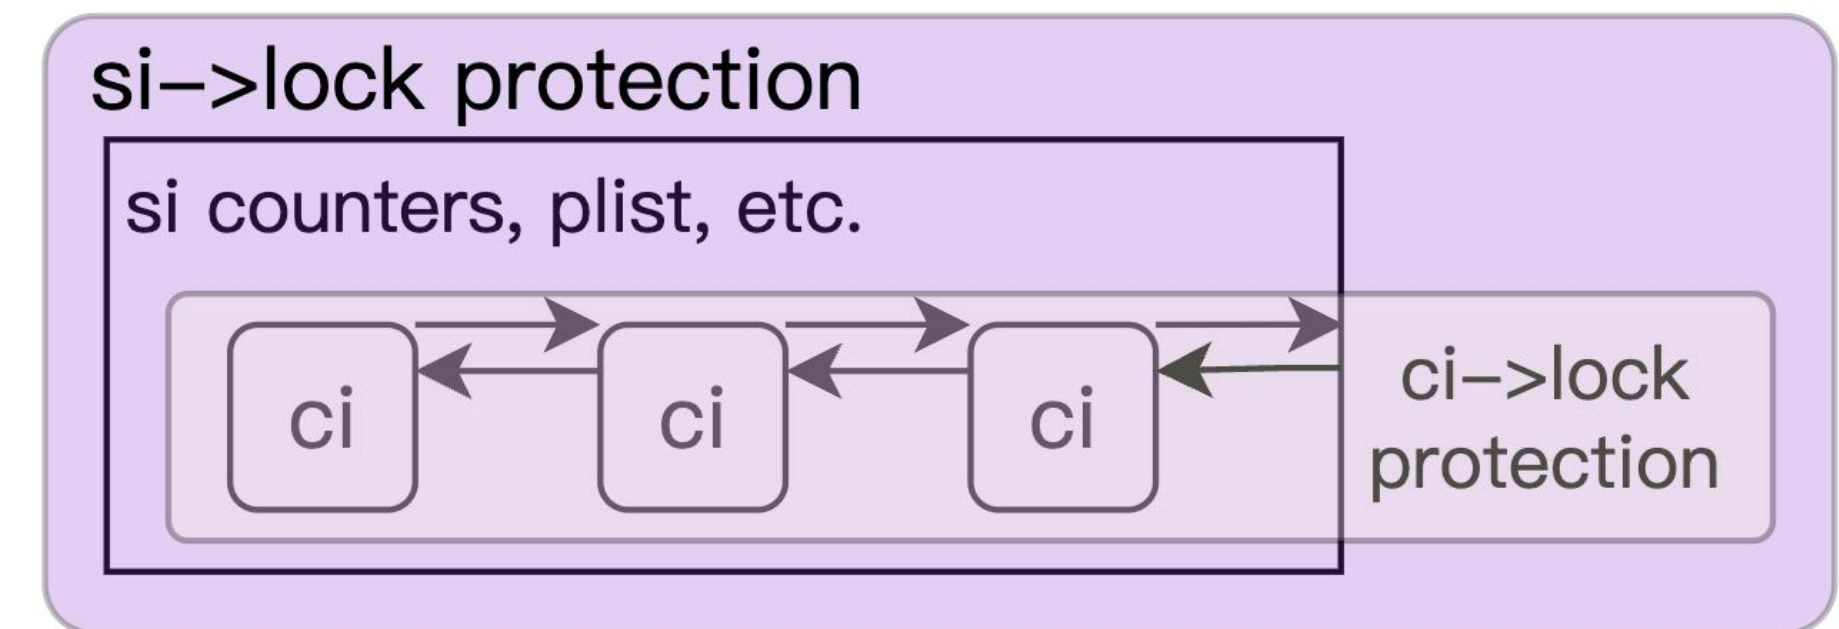 si–>lock protection
si counters, plist, etc.
ci
ci
ci
ci–>lock
protection